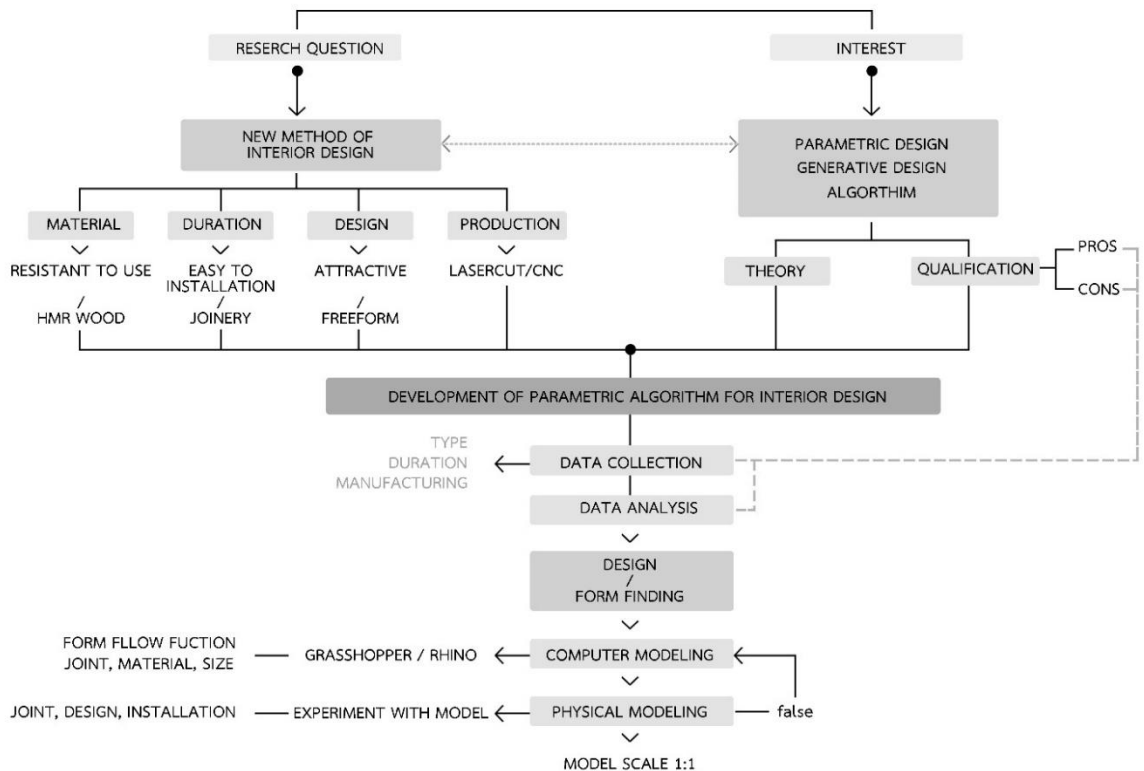 RESERCH QUESTION
INTEREST
NEW METHOD OF
INTERIOR DESIGN
PARAMETRIC DESIGN
GENERATIVE DESIGN
ALGORTHIM
MATERIAL
DURATION
DESIGN
PRODUCTION
RESISTANT TO USE
/
HMR WOOD
EASY TO
INSTALLATION
/
JOINERY
ATTRACTIVE
/
FREEFORM
LASERCUT/CNC
THEORY
QUALIFICATION
PROS
CONS
DEVELOPMENT OF PARAMETRIC ALGORITHM FOR INTERIOR DESIGN
TYPE
DURATION
MANUFACTURING
DATA COLLECTION
DATA ANALYSIS
DESIGN
/
FORM FINDING
FORM FLLOW FUCTION
JOINT, MATERIAL, SIZE
GRASSHOPPER / RHINO
COMPUTER MODELING
JOINT, DESIGN, INSTALLATION
EXPERIMENT WITH MODEL
PHYSICAL MODELING
false
MODEL SCALE 1:1